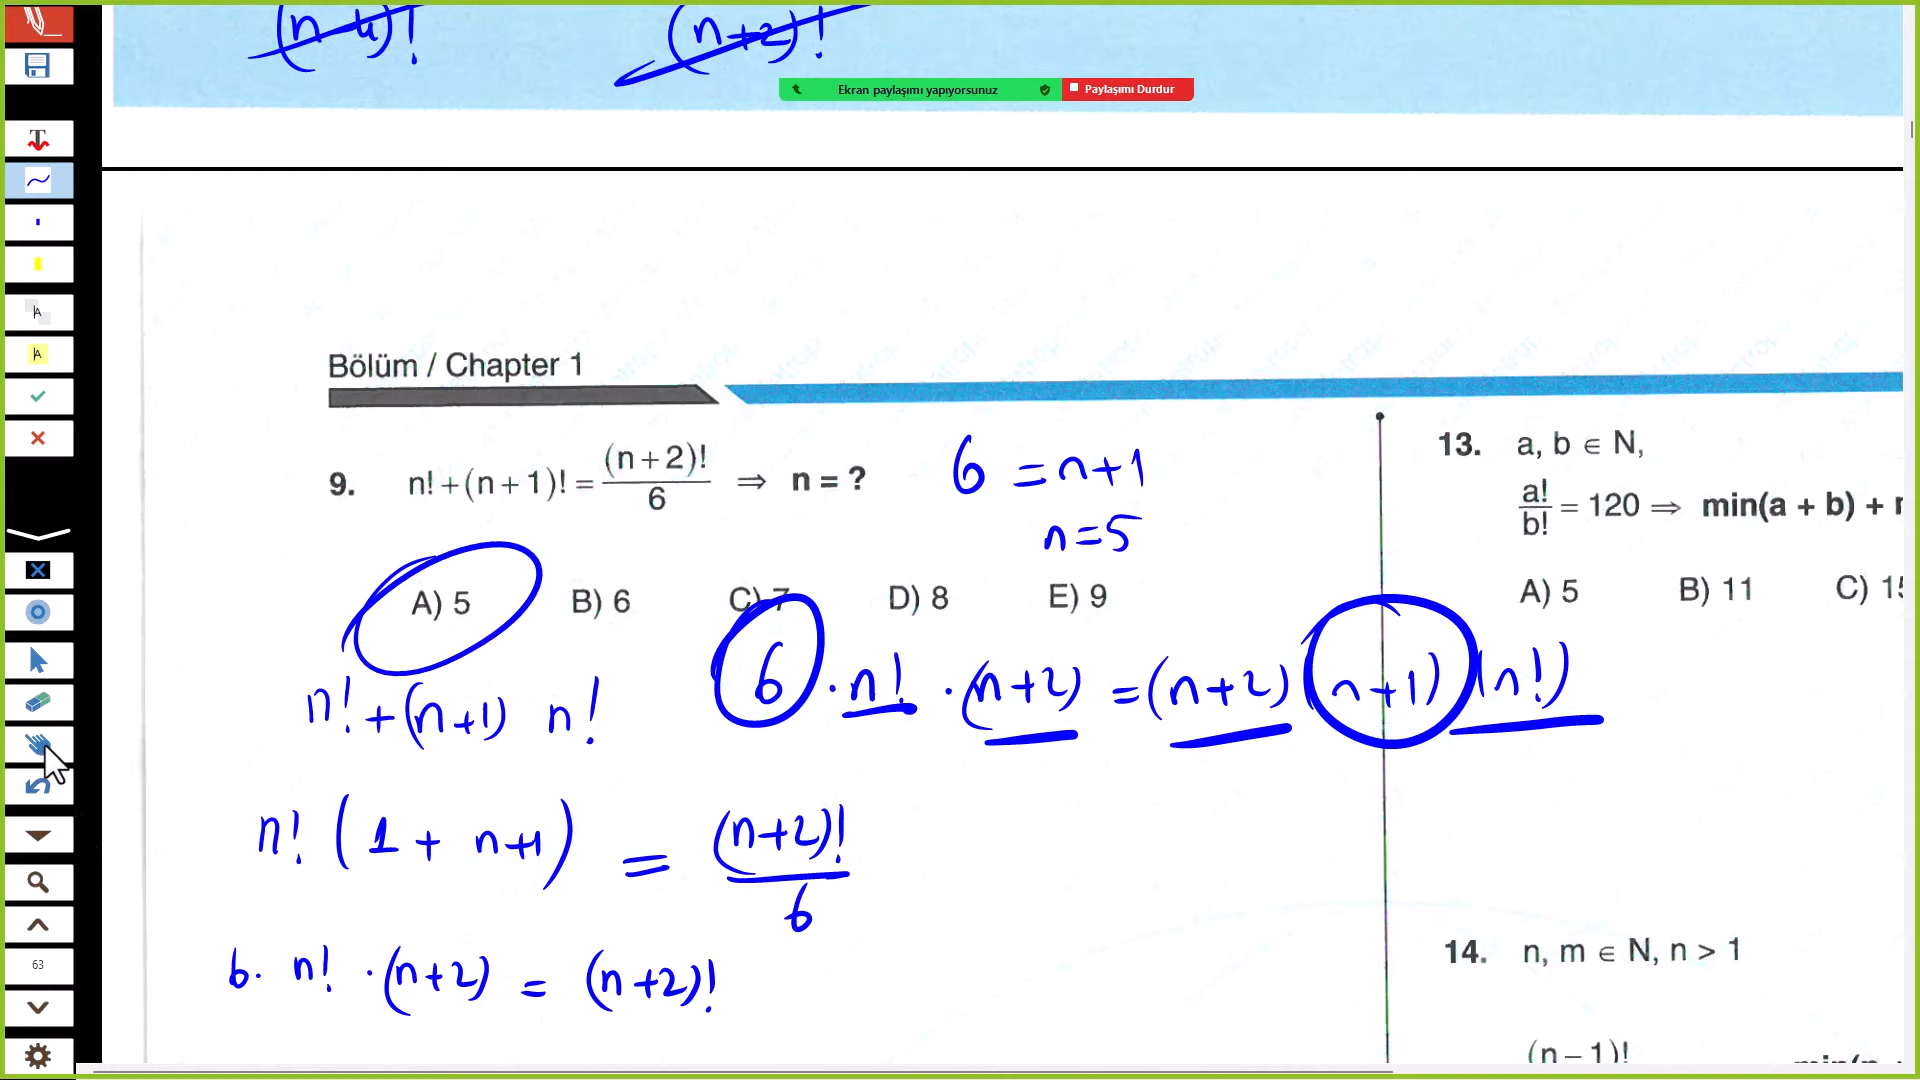 (n-4)! (n+2)!
Ekran paylaşımı yapıyorsunuz Paylaşımı Durdur
Bölüm / Chapter 1
9. n! + (n + 1)! = (n + 2)! / 6 ⇒ n = ?
A) 5 B) 6 C) 7 D) 8 E) 9
6 = n+1
n = 5
6 · n! · (n+2) = (n+2) (n+1) (n!)
n! + (n+1) n!
n! (1 + n+1) = (n+2)! / 6
6. n! · (n+2) = (n+2)!
13. a, b ∈ N,
a! / b! = 120 ⇒ min(a + b) +
A) 5 B) 11 C)
14. n, m ∈ N, n > 1
(n – 1)!
63